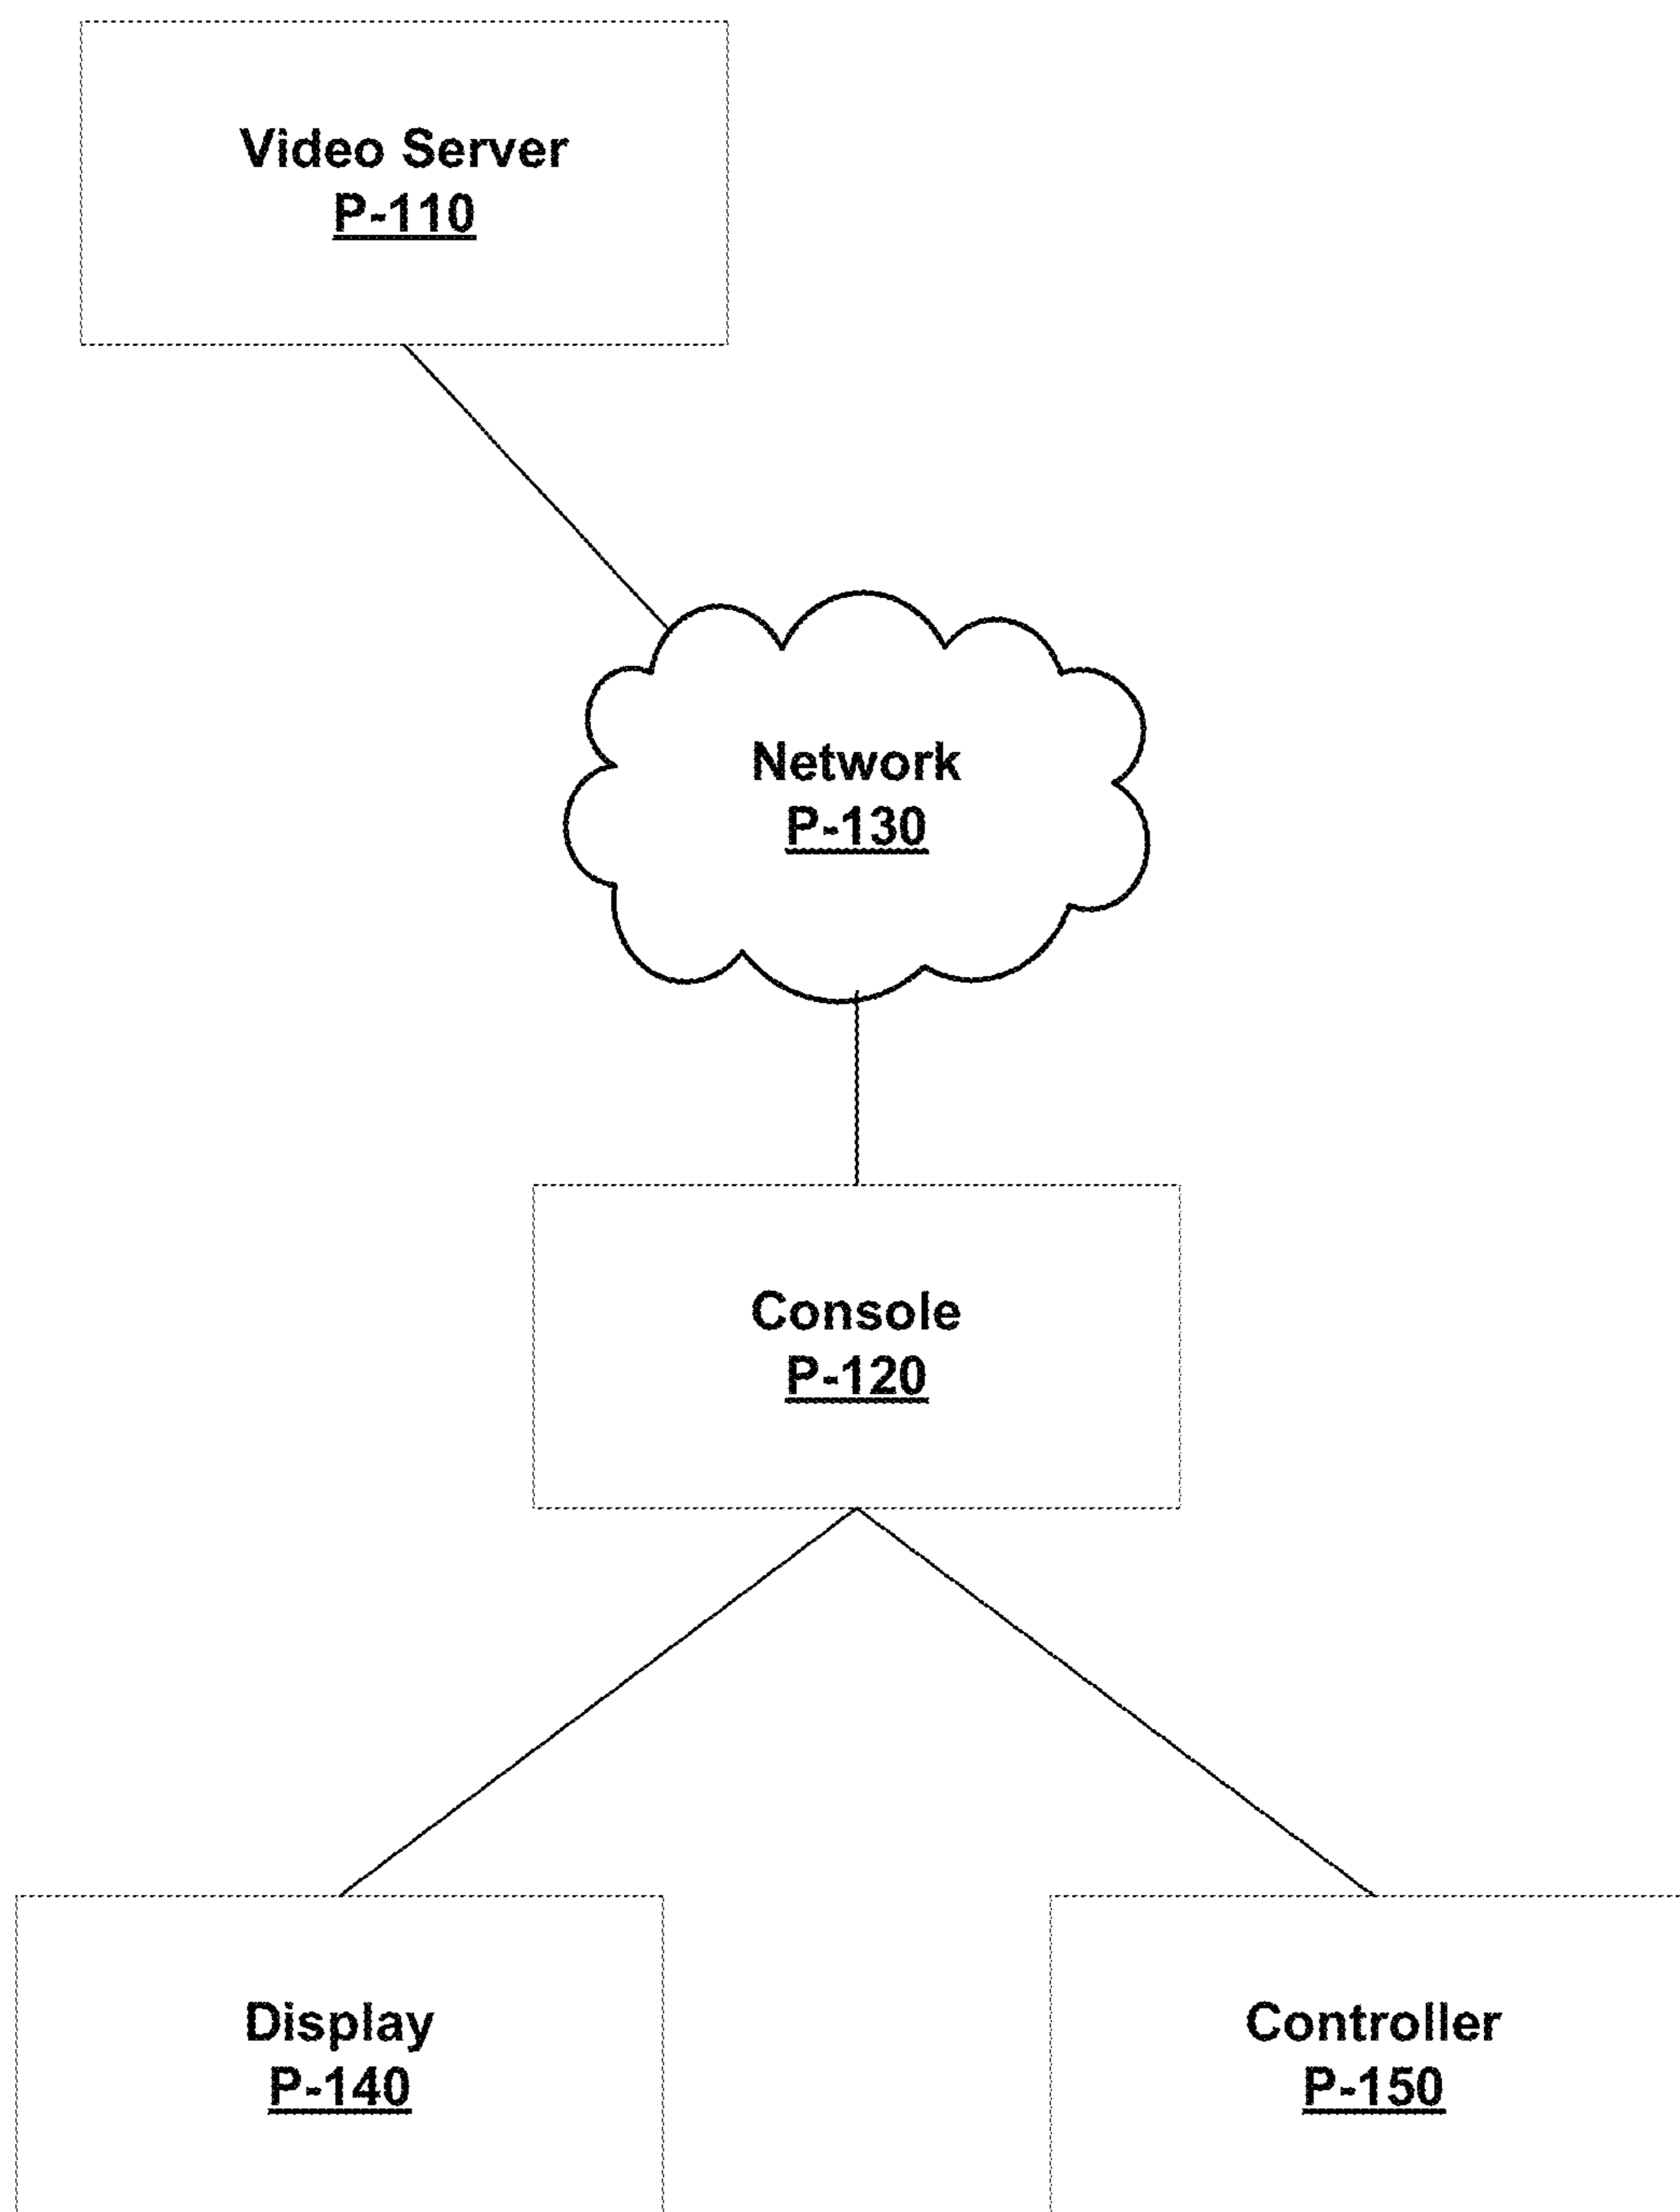 Video Server
P-110
Network
P-130
Console
P-120
Display
P-140
Controller
P-150